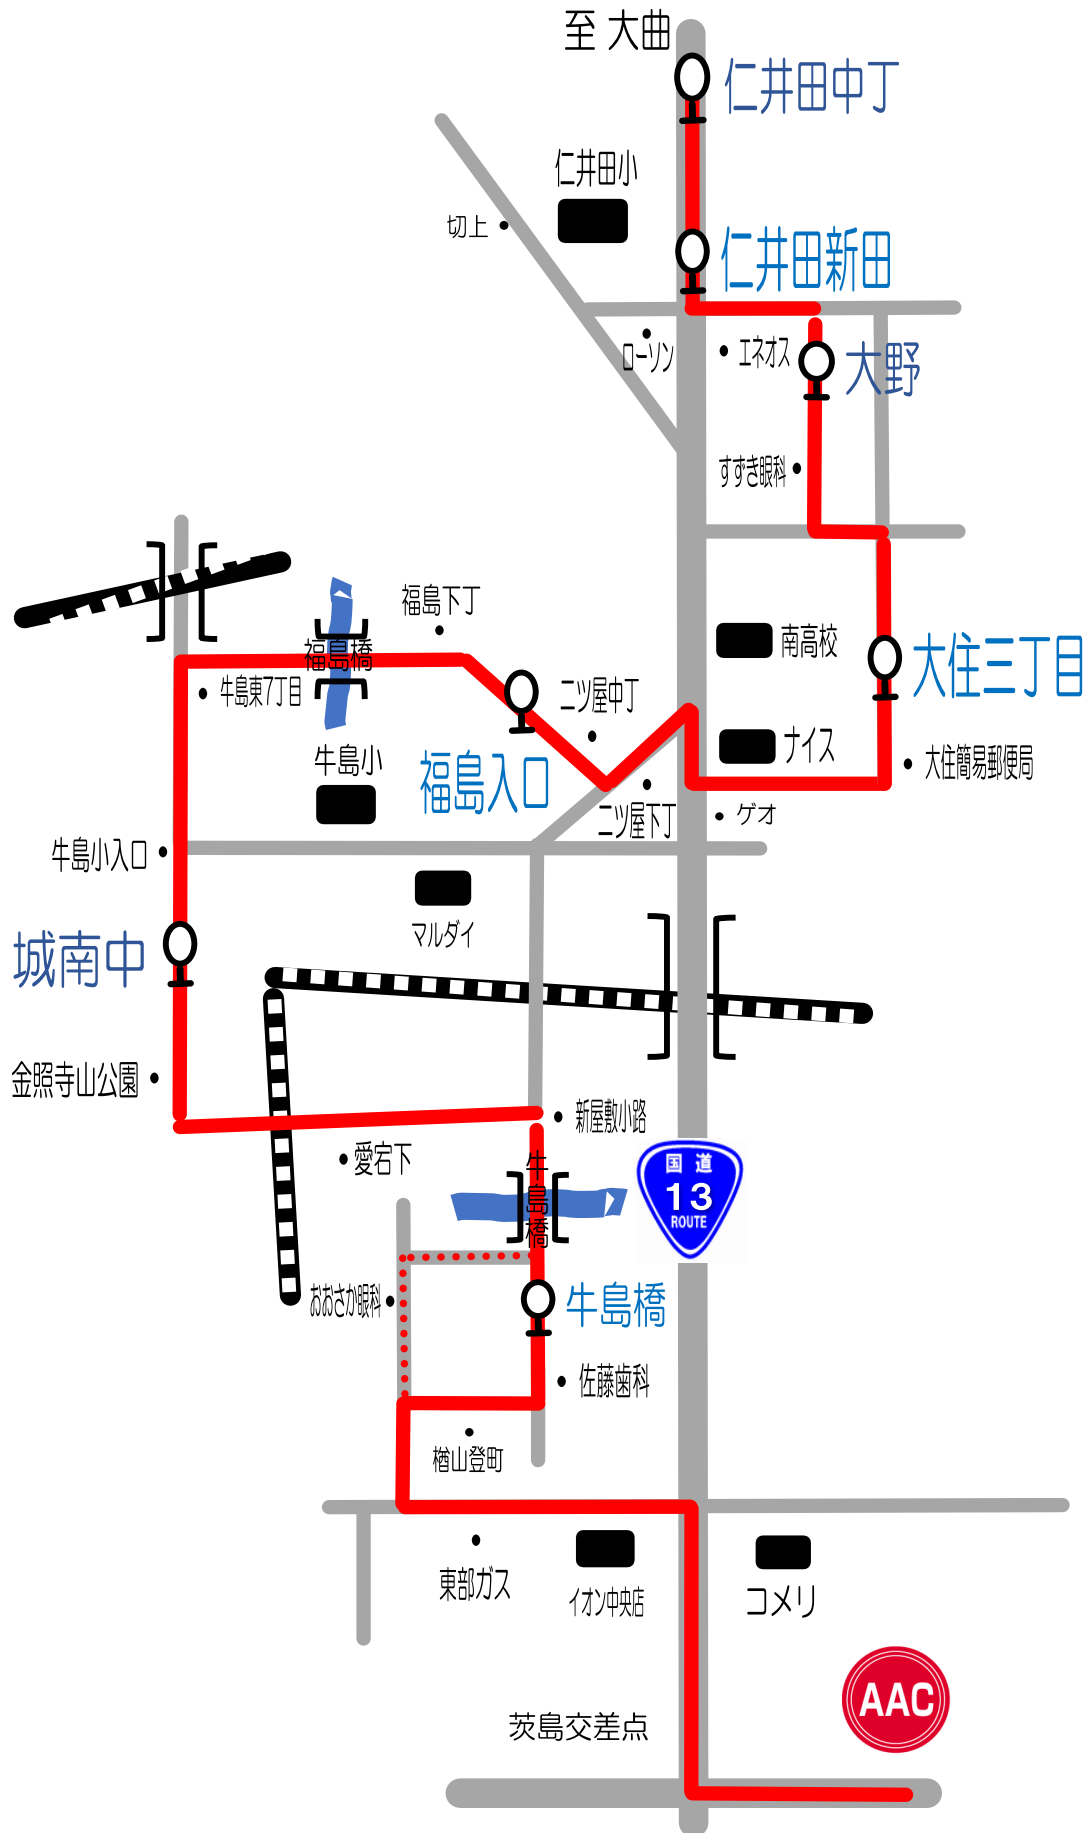 至 大曲
仁井田中丁
仁井田小
切上
仁井田新田
ローソン
エネオス
大野
すずき眼科
福島下丁
南高校
福島橋
大住三丁目
牛島東7丁目
二ツ屋中丁
ナイス
牛島小
福島入口
大住簡易郵便局
二ツ屋下丁
ゲオ
牛島小入口
マルダイ
城南中
金照寺山公園
新屋敷小路
愛宕下
牛島橋
国道
13
ROUTE
おおさか眼科
牛島橋
佐藤歯科
楢山登町
東部ガス
イオン中央店
コメリ
AAC
茨島交差点